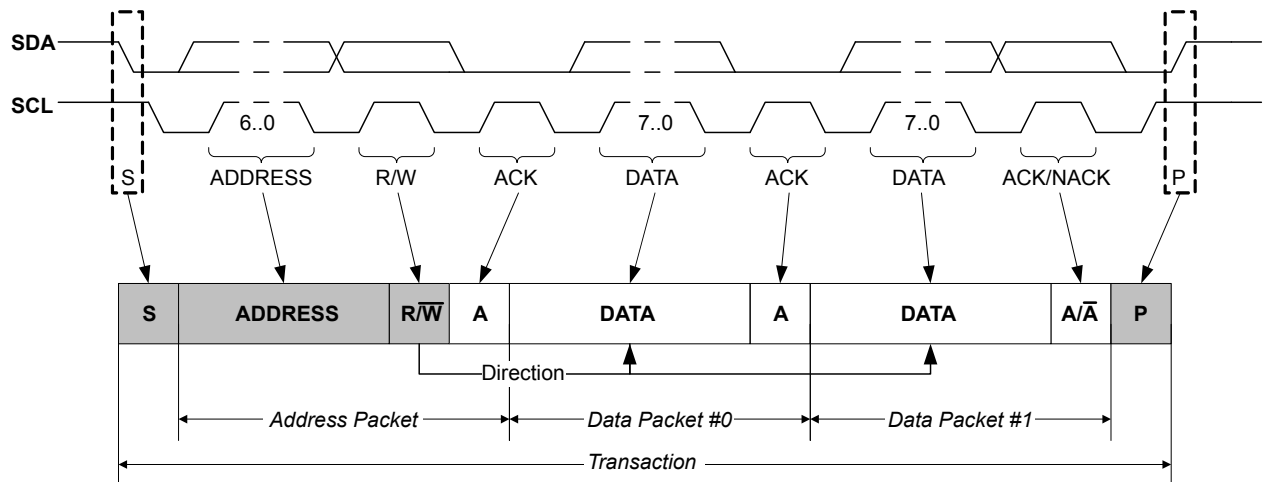 SDA
SCL
6..0 7..0 7..0
S ADDRESS R/W ACK DATA ACK DATA ACK/NACK P
S ADDRESS R/W̅ A DATA A DATA A/A̅ P
Direction
Address Packet Data Packet #0 Data Packet #1
Transaction